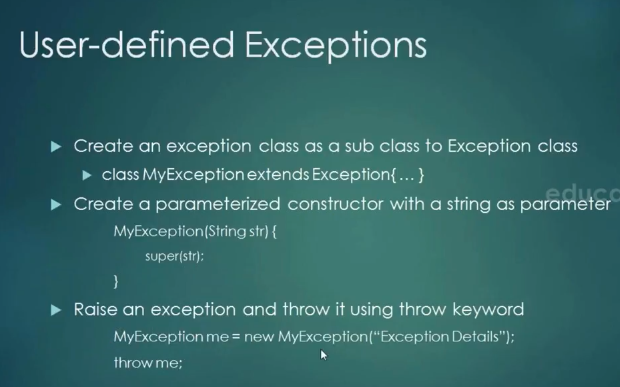 User-defined Exceptions
Create an exception class as a sub class to Exception class
class MyException extends Exception{ … }
Create a parameterized constructor with a string as parameter
MyException(String str) {
super(str);
}
Raise an exception and throw it using throw keyword
MyException me = new MyException(“Exception Details”);
throw me;